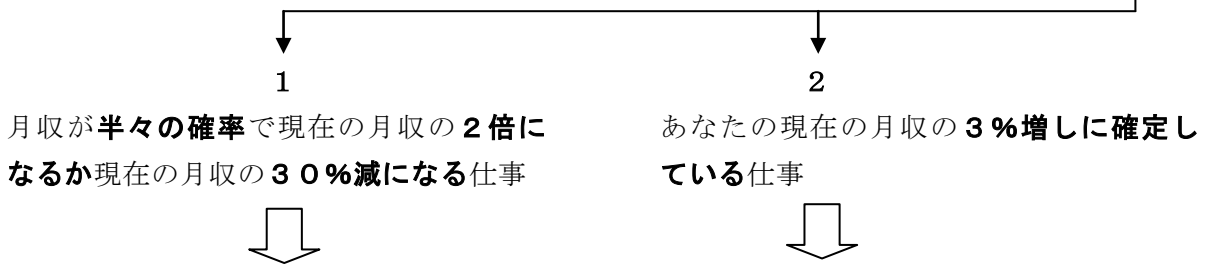 1
月収が半々の確率で現在の月収の２倍に
なるか現在の月収の３０％減になる仕事
2
あなたの現在の月収の３％増しに確定し
ている仕事